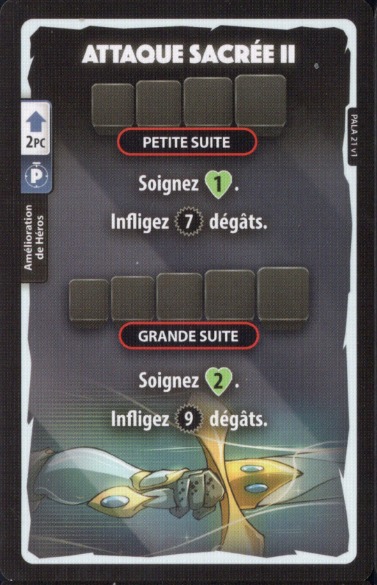 ATTAQUE SACRÉE II
PETITE SUITE
2PC
PALA 21 v1
P
Soignez 1.
Infligez 7 dégâts.
Amélioration
de Héros
GRANDE SUITE
Soignez 2.
Infligez 9 dégâts.